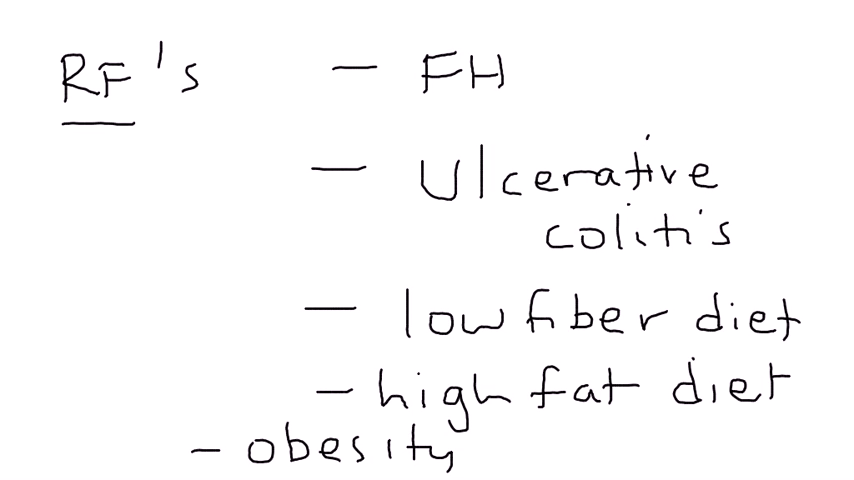 RF's - FH
- Ulcerative
colitis
- low fiber diet
- high fat diet
- obesity